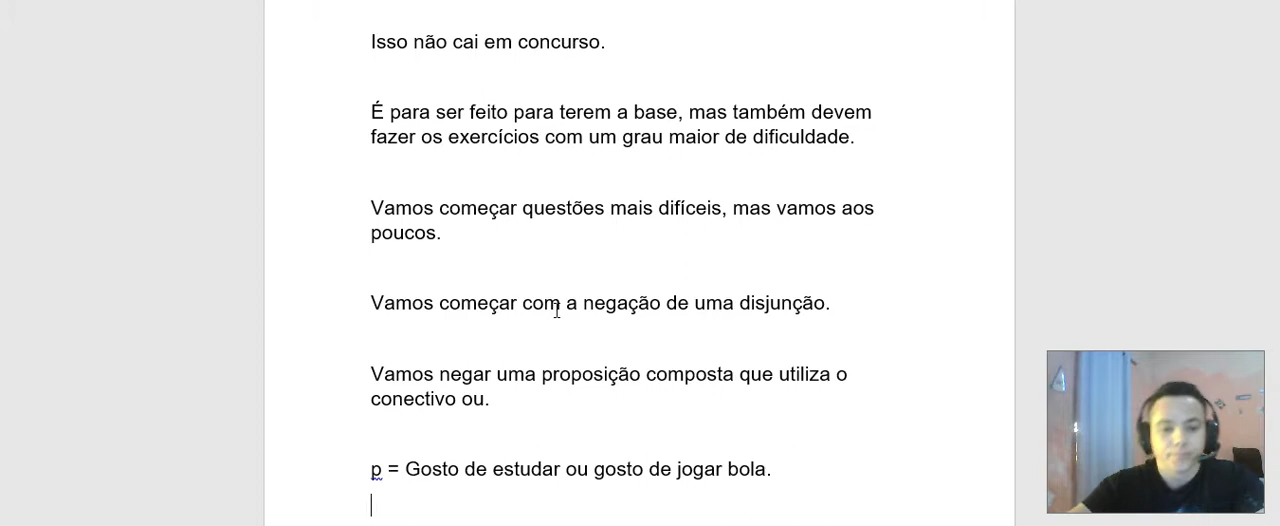 Isso não cai em concurso.
É para ser feito para terem a base, mas também devem
fazer os exercícios com um grau maior de dificuldade.
Vamos começar questões mais difíceis, mas vamos aos
poucos.
Vamos começar com a negação de uma disjunção.
Vamos negar uma proposição composta que utiliza o
conectivo ou.
p = Gosto de estudar ou gosto de jogar bola.